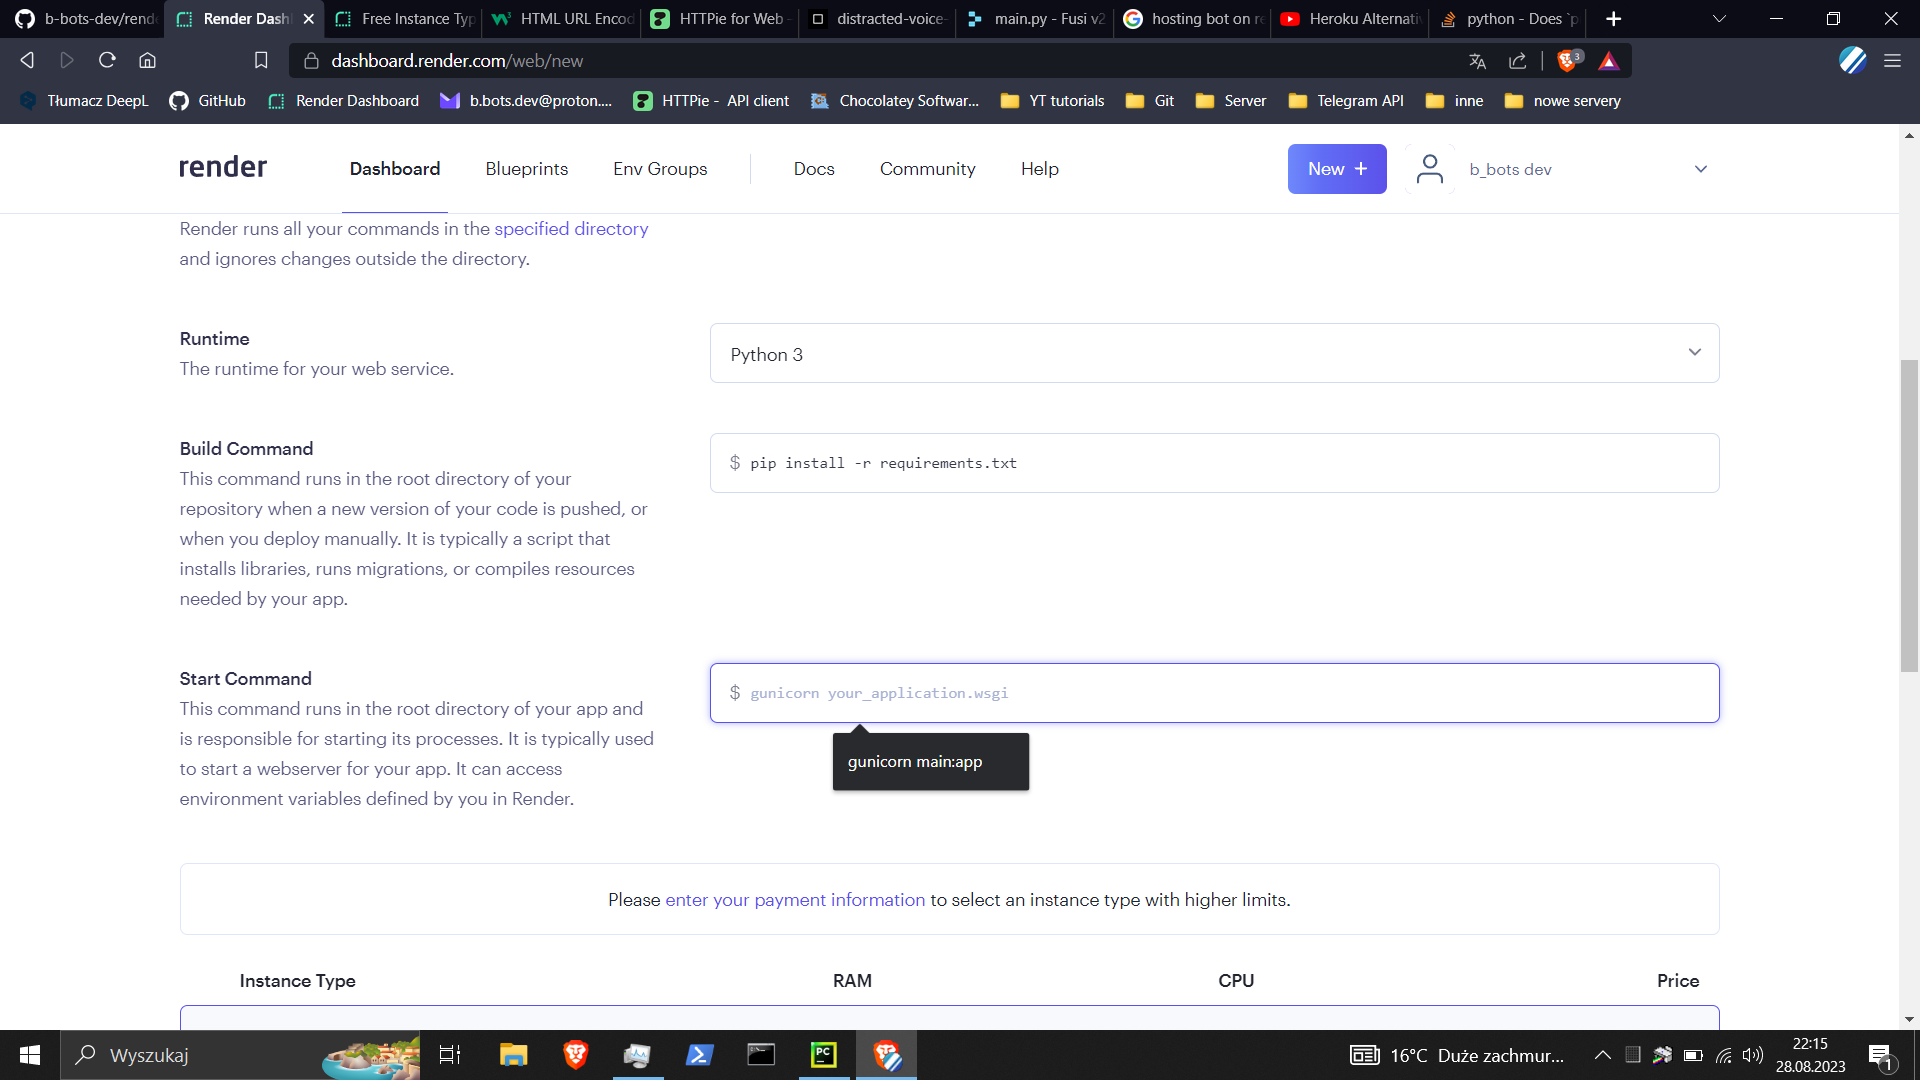 b-bots-dev/rende
Render Dash
Free Instance Typ
HTML URL Encod
HTTPie for Web -
distracted-voice-
main.py - Fusi v2
hosting bot on re
Heroku Alternativ
python - Does `p
dashboard.render.com/web/new
3
Tłumacz DeepL
GitHub
Render Dashboard
b.bots.dev@proton....
HTTPie - API client
Chocolatey Softwar...
YT tutorials
Git
Server
Telegram API
inne
nowe serwery
render
Dashboard
Blueprints
Env Groups
Docs
Community
Help
New +
b_bots dev
Render runs all your commands in the specified directory
and ignores changes outside the directory.
Runtime
The runtime for your web service.
Python 3
Build Command
This command runs in the root directory of your
repository when a new version of your code is pushed, or
when you deploy manually. It is typically a script that
installs libraries, runs migrations, or compiles resources
needed by your app.
$ pip install -r requirements.txt
Start Command
This command runs in the root directory of your app and
is responsible for starting its processes. It is typically used
to start a webserver for your app. It can access
environment variables defined by you in Render.
$ gunicorn your_application.wsgi
gunicorn main:app
Please enter your payment information to select an instance type with higher limits.
Instance Type
RAM
CPU
Price
Wyszukaj
PC
16°C Duże zachmur...
22:15
28.08.2023
1